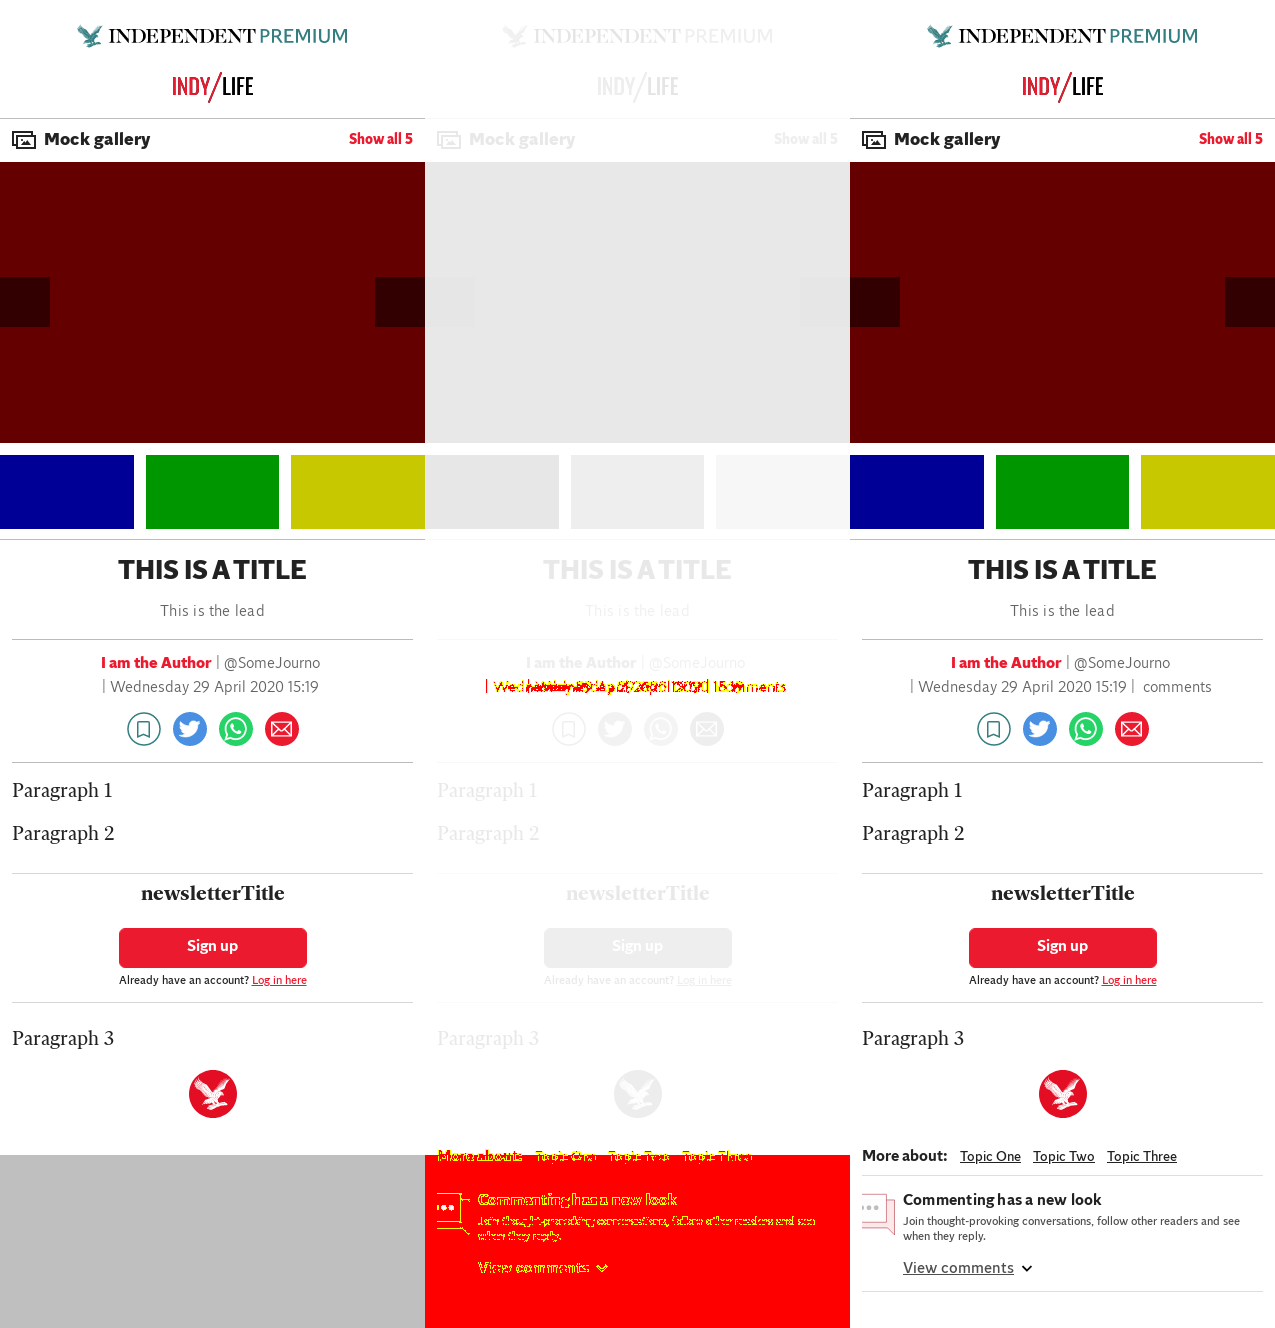 INDEPENDENT PREMIUM
INDY/LIFE
Mock gallery Show all 5
THIS IS A TITLE
This is the lead
I am the Author | @SomeJourno
| Wednesday 29 April 2020 15:19
Paragraph 1
Paragraph 2
newsletterTitle
Sign up
Already have an account? Log in here
Paragraph 3
INDEPENDENT PREMIUM
INDY/LIFE
Mock gallery Show all 5
THIS IS A TITLE
This is the lead
I am the Author | @SomeJourno
Paragraph 1
Paragraph 2
newsletterTitle
Sign up
Already have an account? Log in here
Paragraph 3
More about: Topic One Topic Two Topic Three
Commenting has a new look
Join thought-provoking conversations, follow other readers and see
when they reply.
View comments
INDEPENDENT PREMIUM
INDY/LIFE
Mock gallery Show all 5
THIS IS A TITLE
This is the lead
I am the Author | @SomeJourno
| Wednesday 29 April 2020 15:19 | comments
Paragraph 1
Paragraph 2
newsletterTitle
Sign up
Already have an account? Log in here
Paragraph 3
More about: Topic One Topic Two Topic Three
Commenting has a new look
Join thought-provoking conversations, follow other readers and see
when they reply.
View comments